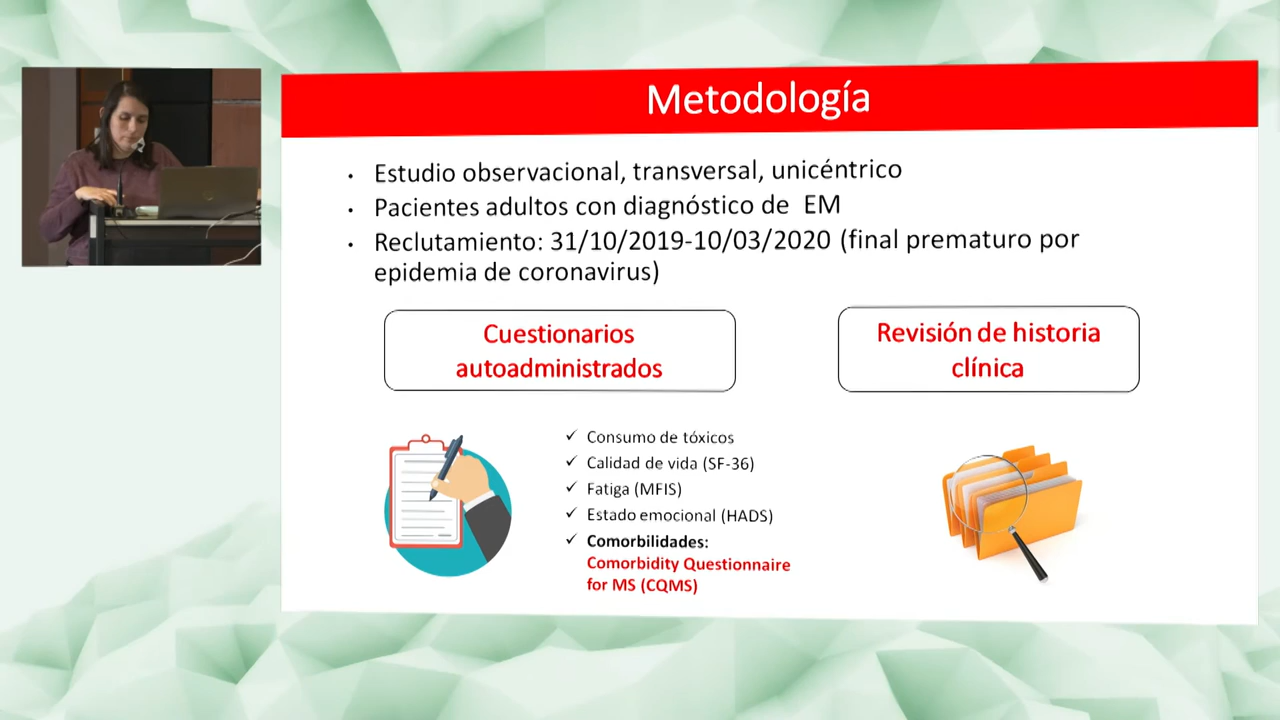 Metodología
Estudio observacional, transversal, unicéntrico
Pacientes adultos con diagnóstico de EM
Reclutamiento: 31/10/2019-10/03/2020 (final prematuro por
epidemia de coronavirus)
Cuestionarios
autoadministrados
Revisión de historia
clínica
Consumo de tóxicos
Calidad de vida (SF-36)
Fatiga (MFIS)
Estado emocional (HADS)
Comorbilidades:
Comorbidity Questionnaire
for MS (CQMS)